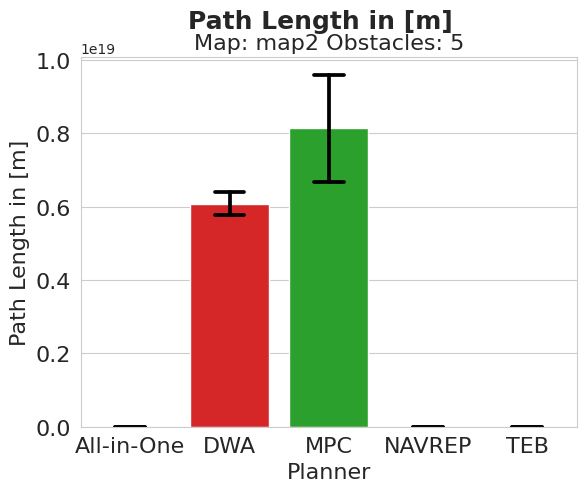 Path Length in [m]
Map: map2 Obstacles: 5
1e19
1.0
0.8
0.6
0.4
0.2
0.0
Path Length in [m]
All-in-One DWA MPC NAVREP TEB
Planner